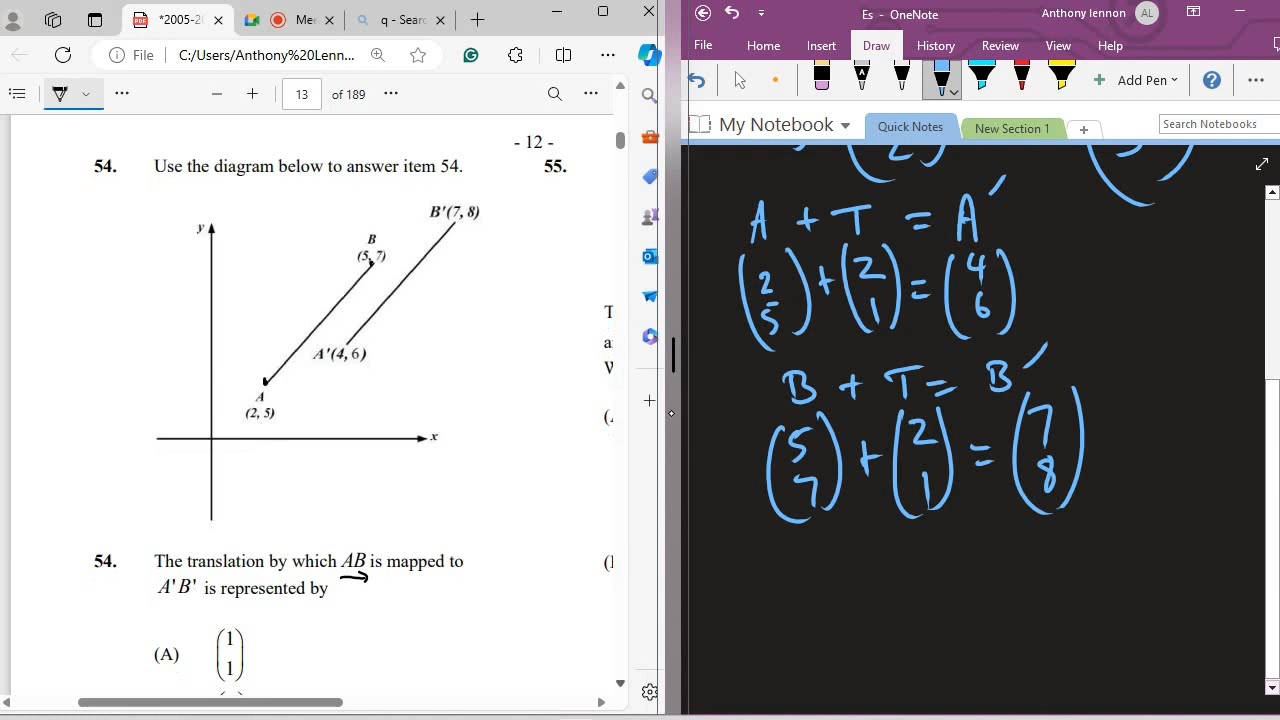 *2005-2(
Mee
q - Searc
File
C:/Users/Anthony%20Lenn...
13 of 189
- 12 -
54. Use the diagram below to answer item 54. 55.
y
B'(7, 8)
B
(5, 7)
A'(4, 6)
A
(2, 5)
x
54. The translation by which AB is mapped to
A'B' is represented by
(A) (1
1)
Es - OneNote
Anthony lennon
AL
File Home Insert Draw History Review View Help
Add Pen
My Notebook
Quick Notes
New Section 1
Search Notebooks
A + T = A'
(2
5) + (2
1) = (4
6)
B + T = B'
(5
7) + (2
1) = (7
8)